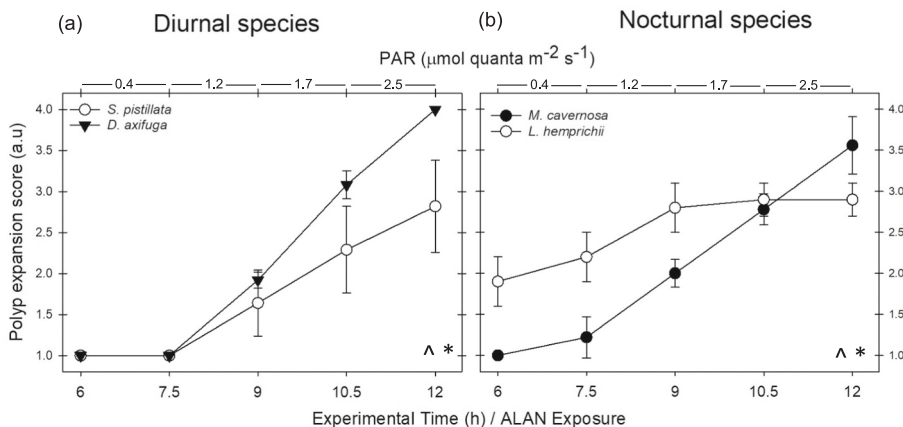 (a) Diurnal species
(b) Nocturnal species
PAR (μmol quanta m-2 s-1)
0.4 1.2 1.7 2.5
0.4 1.2 1.7 2.5
S. pistillata
D. axifuga
M. cavernosa
L. hemprichii
Polyp expansion score (a.u)
4.0
3.5
3.0
2.5
2.0
1.5
1.0
4.0
3.5
3.0
2.5
2.0
1.5
1.0
^ *
^ *
6 7.5 9 10.5 12
6 7.5 9 10.5 12
Experimental Time (h) / ALAN Exposure